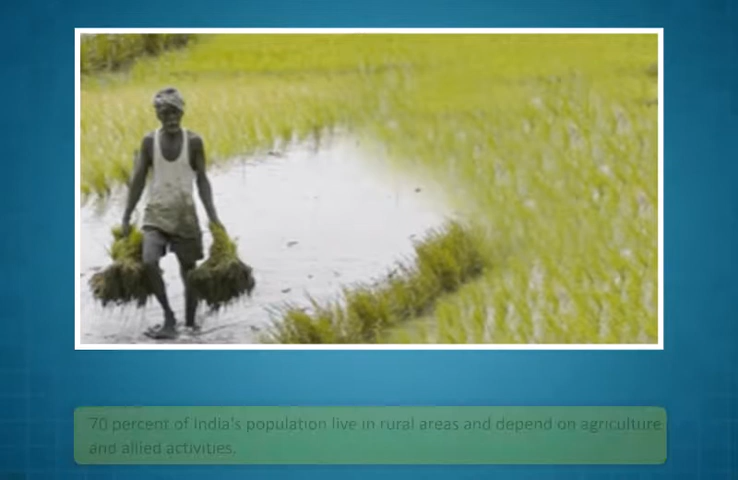 70 percent of India's population live in rural areas and depend on agriculture
and allied activities.